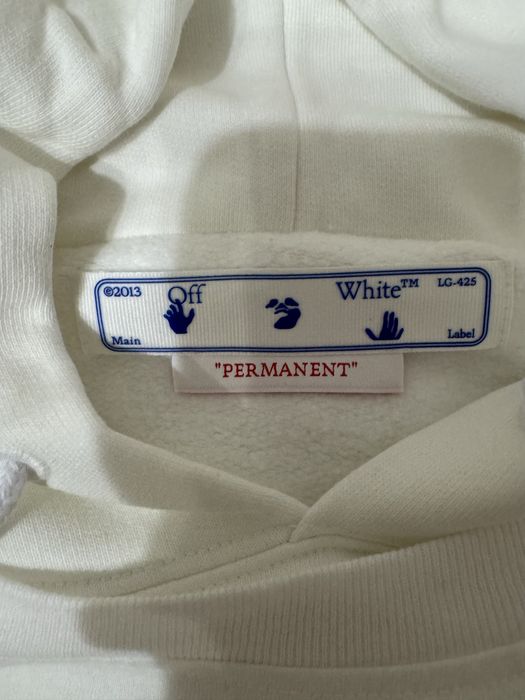 ©2013 Off White™ LG-425
Main Label
"PERMANENT"